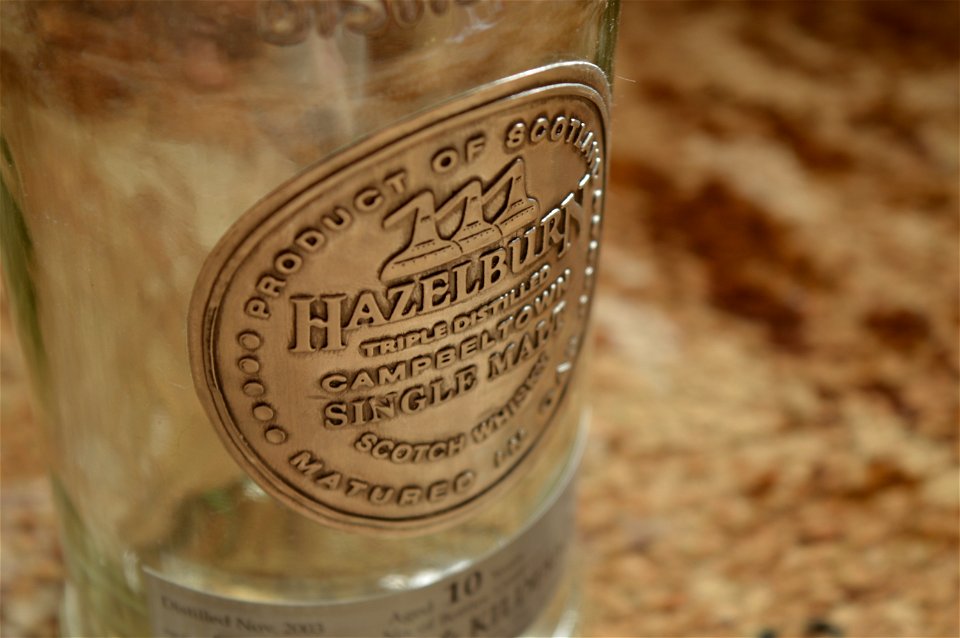 PRODUCT OF SCOTLAND
HAZELBURN
TRIPLE DISTILLED
CAMPBELTOWN
SINGLE MALT
SCOTCH WHISKY
MATURED IN
Distilled Nov. 2003
Aged 10